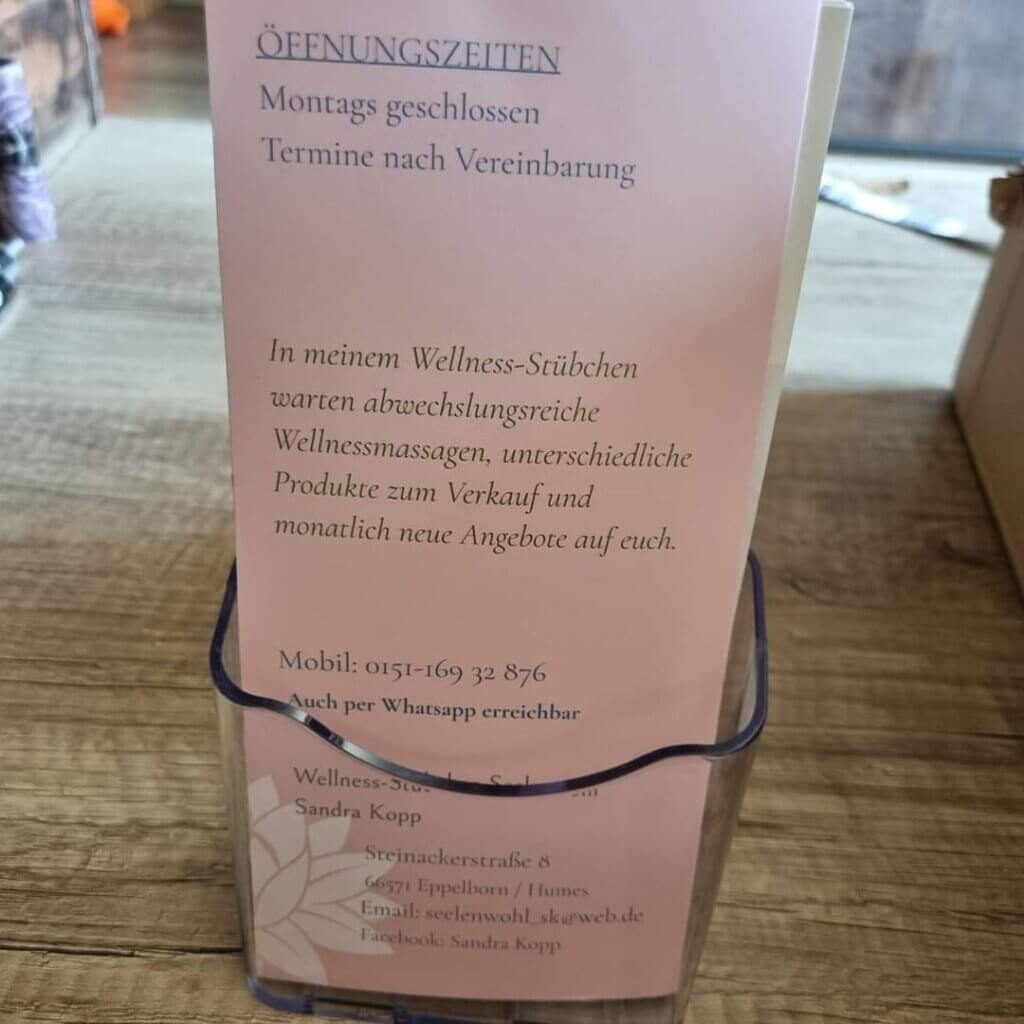 ÖFFNUNGSZEITEN
Montags geschlossen
Termine nach Vereinbarung
In meinem Wellness-Stübchen
warten abwechslungsreiche
Wellnessmassagen, unterschiedliche
Produkte zum Verkauf und
monatlich neue Angebote auf euch.
Mobil: 0151-169 32 876
Auch per Whatsapp erreichbar
Wellness-Stübchen
Sandra Kopp
Steinackerstraße 8
66571 Eppelborn / Humes
Email: seelenwohl_sk@web.de
Facebook: Sandra Kopp